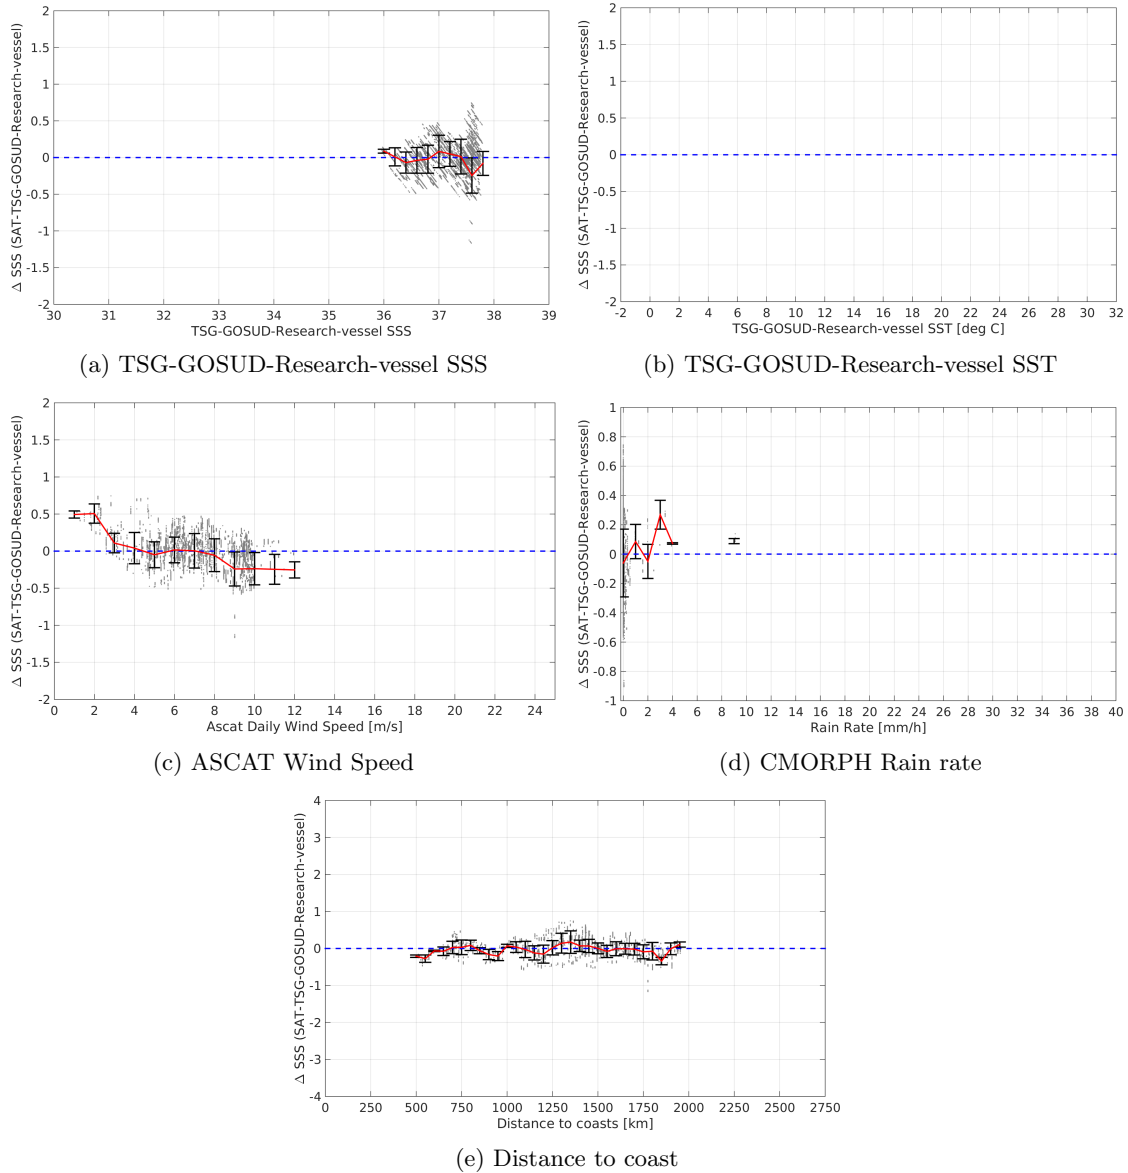 2
1.5
1
0.5
0
-0.5
-1
-1.5
-2
Δ SSS (SAT-TSG-GOSUD-Research-vessel)
30 31 32 33 34 35 36 37 38 39
TSG-GOSUD-Research-vessel SSS
(a) TSG-GOSUD-Research-vessel SSS
2
1.5
1
0.5
0
-0.5
-1
-1.5
-2
Δ SSS (SAT-TSG-GOSUD-Research-vessel)
-2 0 2 4 6 8 10 12 14 16 18 20 22 24 26 28 30 32
TSG-GOSUD-Research-vessel SST [deg C]
(b) TSG-GOSUD-Research-vessel SST
2
1.5
1
0.5
0
-0.5
-1
-1.5
-2
Δ SSS (SAT-TSG-GOSUD-Research-vessel)
0 2 4 6 8 10 12 14 16 18 20 22 24
Ascat Daily Wind Speed [m/s]
(c) ASCAT Wind Speed
1
0.8
0.6
0.4
0.2
0
-0.2
-0.4
-0.6
-0.8
-1
Δ SSS (SAT-TSG-GOSUD-Research-vessel)
0 2 4 6 8 10 12 14 16 18 20 22 24 26 28 30 32 34 36 38 40
Rain Rate [mm/h]
(d) CMORPH Rain rate
4
3
2
1
0
-1
-2
-3
-4
Δ SSS (SAT-TSG-GOSUD-Research-vessel)
0 250 500 750 1000 1250 1500 1750 2000 2250 2500 2750
Distance to coasts [km]
(e) Distance to coast